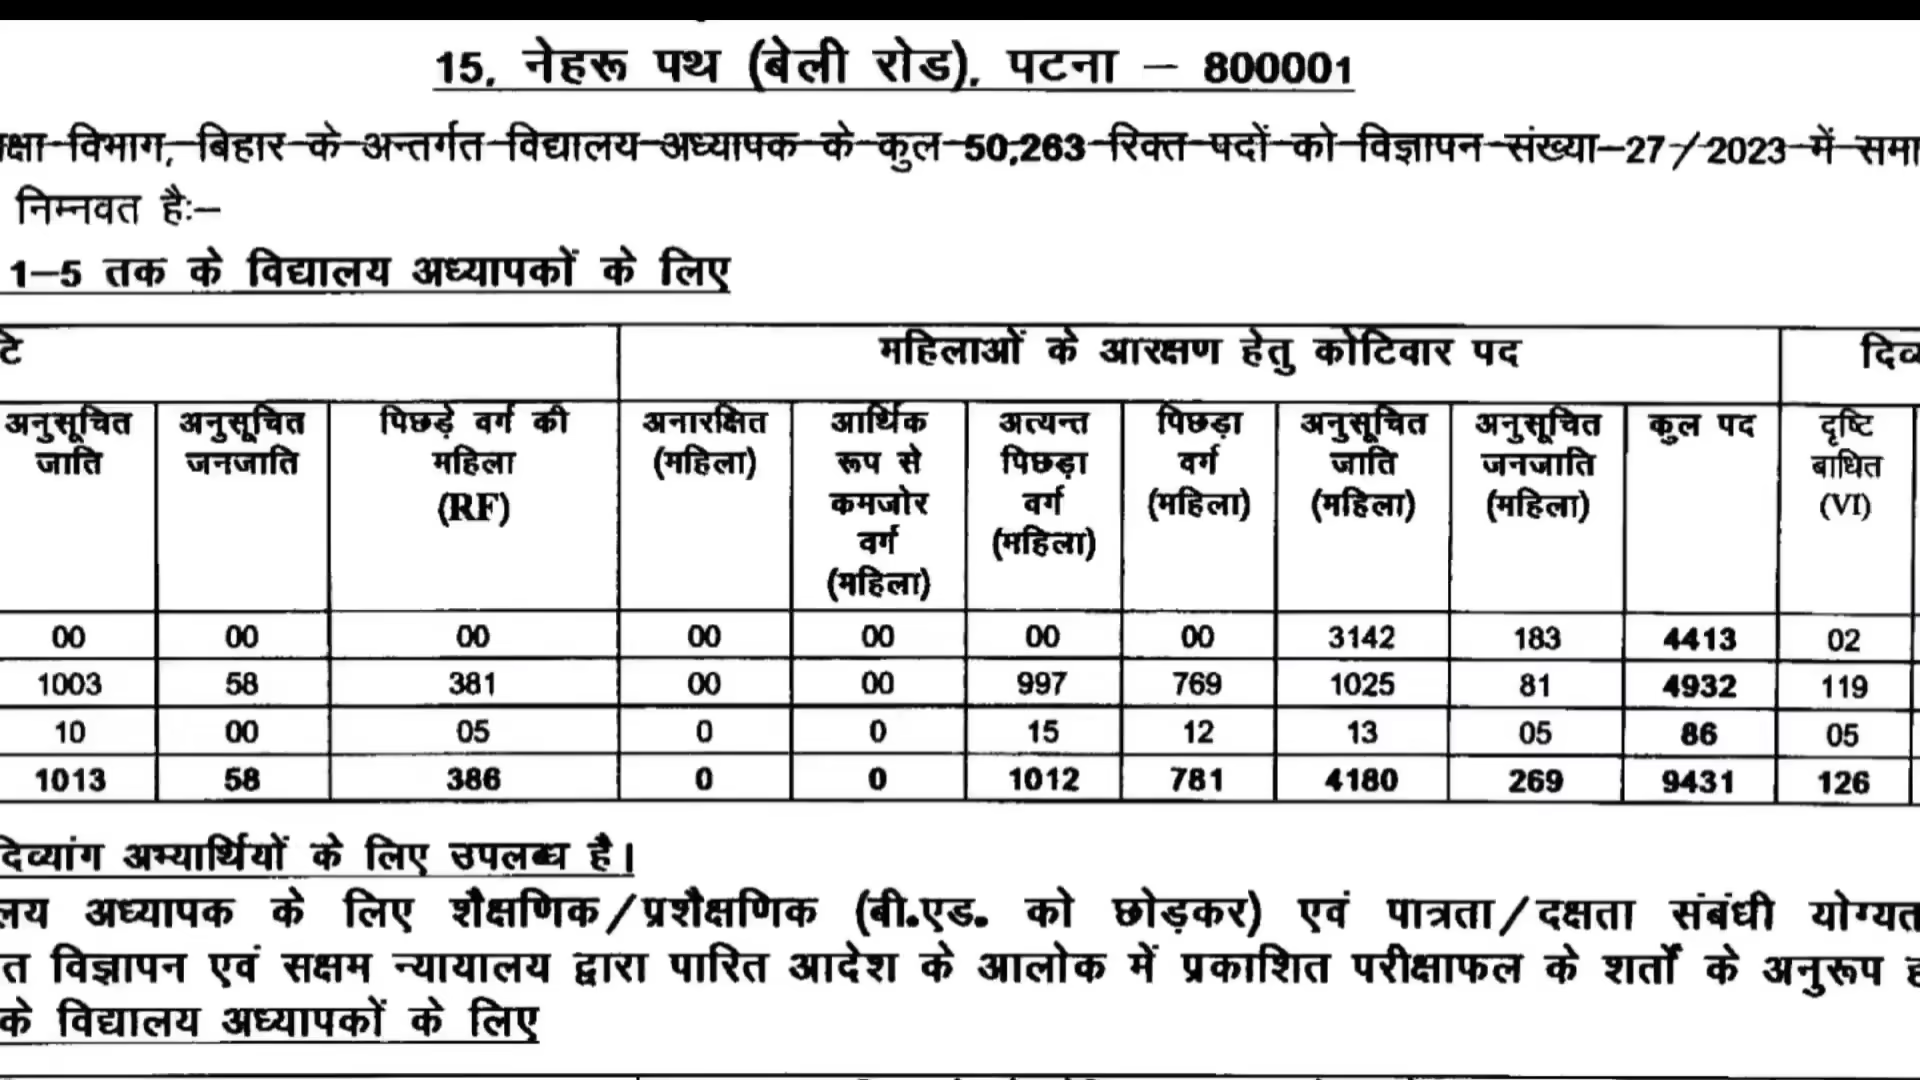 15, नेहरू पथ (बेली रोड), पटना – 800001
क्षा विभाग, बिहार के अन्तर्गत विद्यालय अध्यापक के कुल 50,263 रिक्त पदों को विज्ञापन संख्या–27/2023 में समा
निम्नवत हैः–
1–5 तक के विद्यालय अध्यापकों के लिए
टि महिलाओं के आरक्षण हेतु कोटिवार पद दिव्य
अनुसूचित जाति अनुसूचित जनजाति पिछड़े वर्ग की महिला (RF) अनारक्षित (महिला) आर्थिक रूप से कमजोर वर्ग (महिला) अत्यन्त पिछड़ा वर्ग (महिला) पिछड़ा वर्ग (महिला) अनुसूचित जाति (महिला) अनुसूचित जनजाति (महिला) कुल पद दृष्टि बाधित (VI)
00 00 00 00 00 00 00 3142 183 4413 02
1003 58 381 00 00 997 769 1025 81 4932 119
10 00 05 0 0 15 12 13 05 86 05
1013 58 386 0 0 1012 781 4180 269 9431 126
दिव्यांग अभ्यार्थियों के लिए उपलब्ध है।
लय अध्यापक के लिए शैक्षणिक/प्रशैक्षणिक (बी.एड. को छोड़कर) एवं पात्रता/दक्षता संबंधी योग्यत
त विज्ञापन एवं सक्षम न्यायालय द्वारा पारित आदेश के आलोक में प्रकाशित परीक्षाफल के शर्तों के अनुरूप ह
के विद्यालय अध्यापकों के लिए